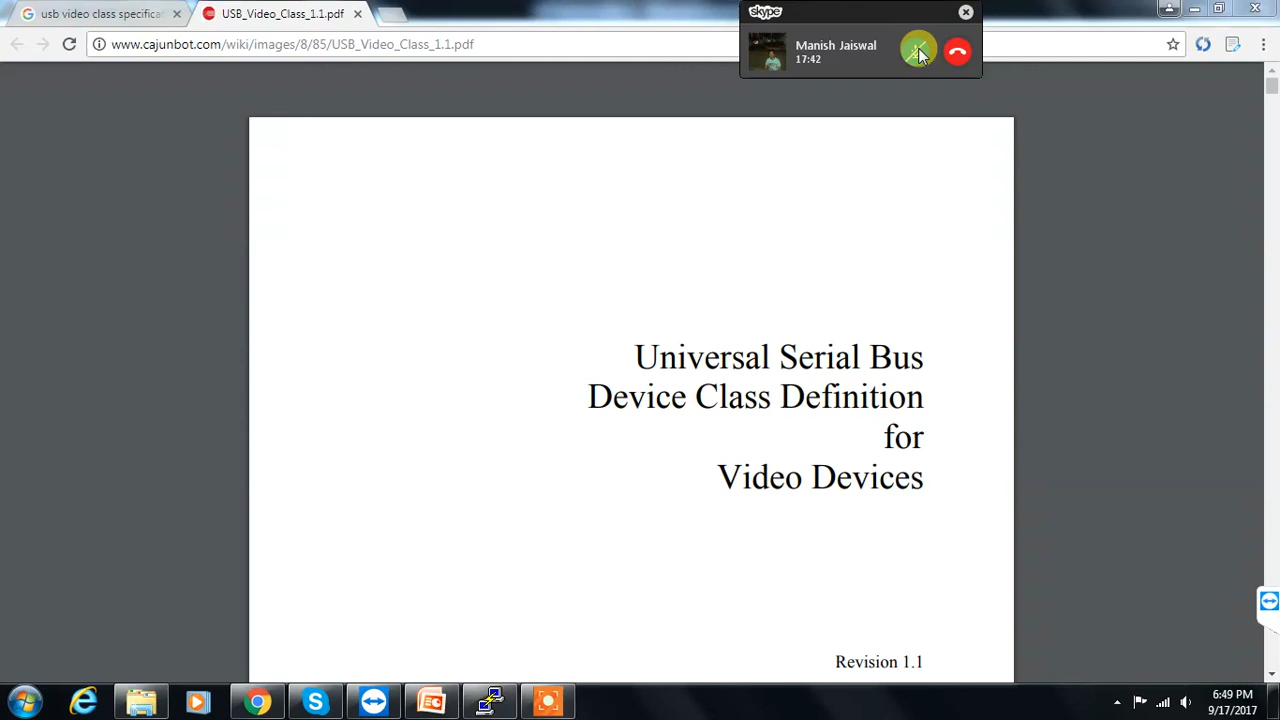 usb video class specificat
USB_Video_Class_1.1.pdf
www.cajunbot.com/wiki/images/8/85/USB_Video_Class_1.1.pdf
skype
Manish Jaiswal
17:42
Universal Serial Bus
Device Class Definition
for
Video Devices
Revision 1.1
6:49 PM
9/17/2017